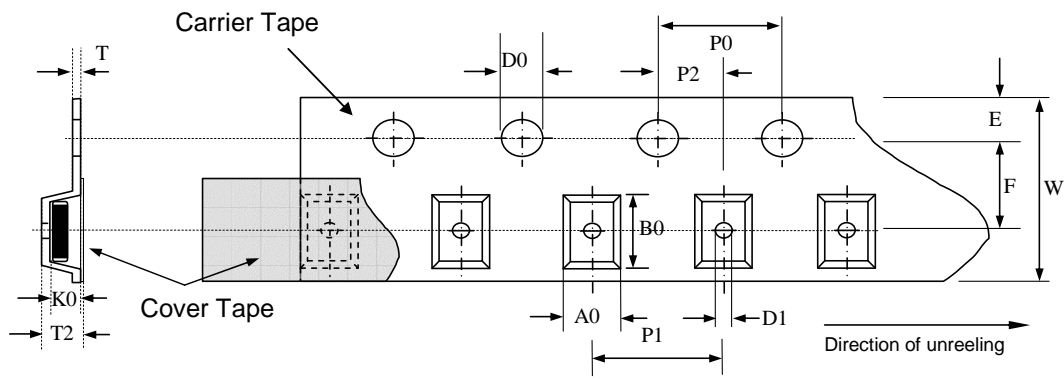 Carrier Tape
T
D0
P0
P2
E
F
W
B0
K0
T2
Cover Tape
A0
P1
D1
Direction of unreeling